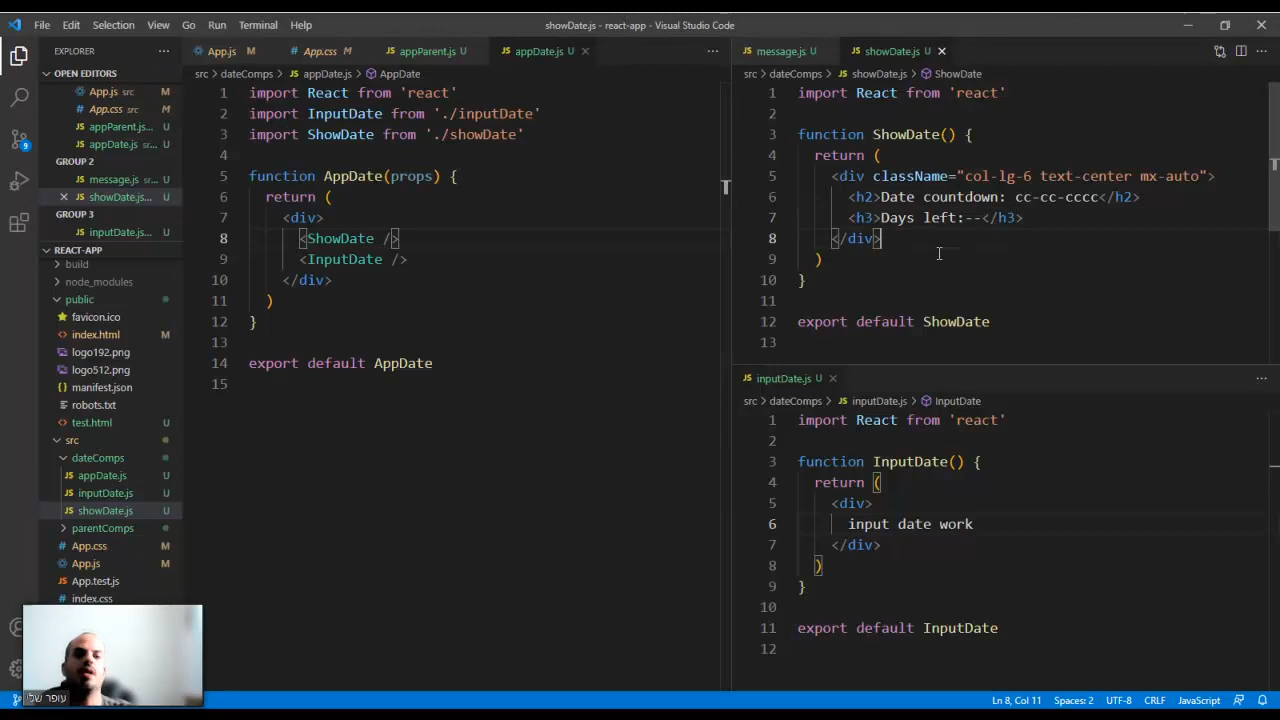 File Edit Selection View Go Run Terminal Help
showDate.js - react-app - Visual Studio Code
EXPLORER
OPEN EDITORS
App.js src M
App.css src M
appParent.js... U
appDate.js src... U
GROUP 2
message.js src... U
showDate.js... U
GROUP 3
inputDate.js... U
REACT-APP
build
node_modules
public
favicon.ico
index.html M
logo192.png
logo512.png
manifest.json
robots.txt
test.html U
src
dateComps
appDate.js U
inputDate.js U
showDate.js U
parentComps
App.css M
App.js M
App.test.js
index.css
9
App.js M App.css M appParent.js U appDate.js U
src > dateComps > JS appDate.js > AppDate
1 import React from 'react'
2 import InputDate from './inputDate'
3 import ShowDate from './showDate'
4
5 function AppDate(props) {
6 return (
7 <div>
8 <ShowDate />
9 <InputDate />
10 </div>
11 )
12 }
13
14 export default AppDate
15
JS message.js U JS showDate.js U
src > dateComps > JS showDate.js > ShowDate
1 import React from 'react'
2
3 function ShowDate() {
4 return (
5 <div className="col-lg-6 text-center mx-auto">
6 <h2>Date countdown: cc-cc-cccc</h2>
7 <h3>Days left:--</h3>
8 </div>
9 )
10 }
11
12 export default ShowDate
13
JS inputDate.js U
src > dateComps > JS inputDate.js > InputDate
1 import React from 'react'
2
3 function InputDate() {
4 return (
5 <div>
6 input date work
7 </div>
8 )
9 }
10
11 export default InputDate
12
Ln 8, Col 11 Spaces: 2 UTF-8 CRLF JavaScript
עופר שלי